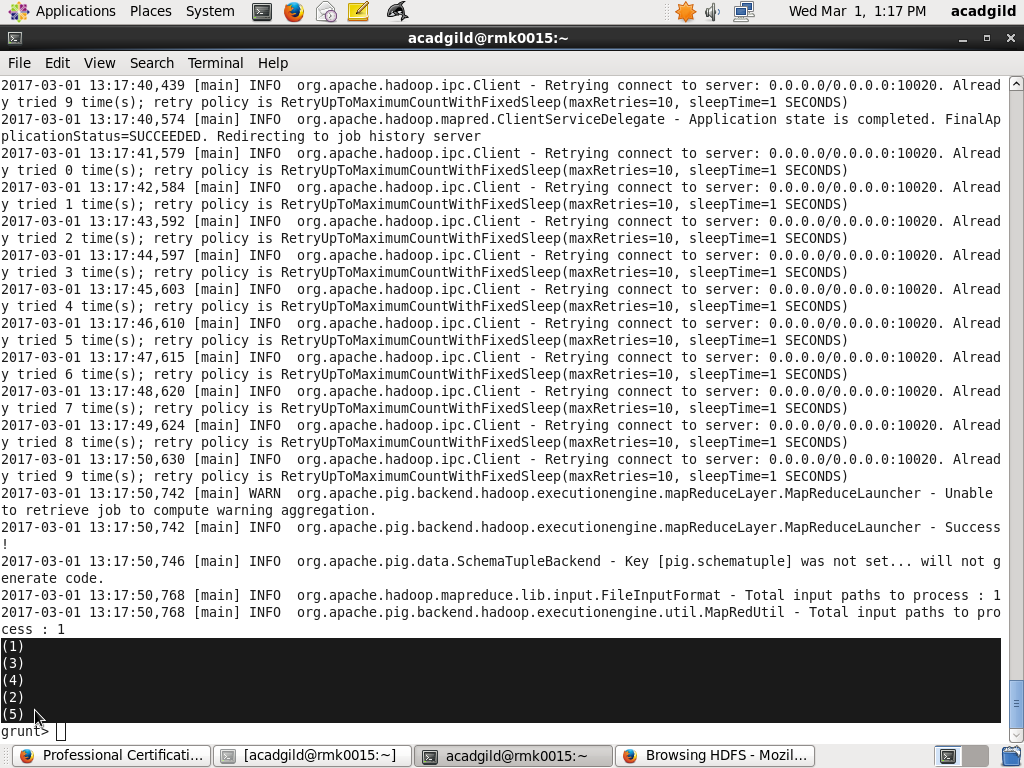 Applications Places System Wed Mar 1, 1:17 PM acadgild
acadgild@rmk0015:~
File Edit View Search Terminal Help
2017-03-01 13:17:40,439 [main] INFO  org.apache.hadoop.ipc.Client - Retrying connect to server: 0.0.0.0/0.0.0.0:10020. Alread
y tried 9 time(s); retry policy is RetryUpToMaximumCountWithFixedSleep(maxRetries=10, sleepTime=1 SECONDS)
2017-03-01 13:17:40,574 [main] INFO  org.apache.hadoop.mapred.ClientServiceDelegate - Application state is completed. FinalAp
plicationStatus=SUCCEEDED. Redirecting to job history server
2017-03-01 13:17:41,579 [main] INFO  org.apache.hadoop.ipc.Client - Retrying connect to server: 0.0.0.0/0.0.0.0:10020. Alread
y tried 0 time(s); retry policy is RetryUpToMaximumCountWithFixedSleep(maxRetries=10, sleepTime=1 SECONDS)
2017-03-01 13:17:42,584 [main] INFO  org.apache.hadoop.ipc.Client - Retrying connect to server: 0.0.0.0/0.0.0.0:10020. Alread
y tried 1 time(s); retry policy is RetryUpToMaximumCountWithFixedSleep(maxRetries=10, sleepTime=1 SECONDS)
2017-03-01 13:17:43,592 [main] INFO  org.apache.hadoop.ipc.Client - Retrying connect to server: 0.0.0.0/0.0.0.0:10020. Alread
y tried 2 time(s); retry policy is RetryUpToMaximumCountWithFixedSleep(maxRetries=10, sleepTime=1 SECONDS)
2017-03-01 13:17:44,597 [main] INFO  org.apache.hadoop.ipc.Client - Retrying connect to server: 0.0.0.0/0.0.0.0:10020. Alread
y tried 3 time(s); retry policy is RetryUpToMaximumCountWithFixedSleep(maxRetries=10, sleepTime=1 SECONDS)
2017-03-01 13:17:45,603 [main] INFO  org.apache.hadoop.ipc.Client - Retrying connect to server: 0.0.0.0/0.0.0.0:10020. Alread
y tried 4 time(s); retry policy is RetryUpToMaximumCountWithFixedSleep(maxRetries=10, sleepTime=1 SECONDS)
2017-03-01 13:17:46,610 [main] INFO  org.apache.hadoop.ipc.Client - Retrying connect to server: 0.0.0.0/0.0.0.0:10020. Alread
y tried 5 time(s); retry policy is RetryUpToMaximumCountWithFixedSleep(maxRetries=10, sleepTime=1 SECONDS)
2017-03-01 13:17:47,615 [main] INFO  org.apache.hadoop.ipc.Client - Retrying connect to server: 0.0.0.0/0.0.0.0:10020. Alread
y tried 6 time(s); retry policy is RetryUpToMaximumCountWithFixedSleep(maxRetries=10, sleepTime=1 SECONDS)
2017-03-01 13:17:48,620 [main] INFO  org.apache.hadoop.ipc.Client - Retrying connect to server: 0.0.0.0/0.0.0.0:10020. Alread
y tried 7 time(s); retry policy is RetryUpToMaximumCountWithFixedSleep(maxRetries=10, sleepTime=1 SECONDS)
2017-03-01 13:17:49,624 [main] INFO  org.apache.hadoop.ipc.Client - Retrying connect to server: 0.0.0.0/0.0.0.0:10020. Alread
y tried 8 time(s); retry policy is RetryUpToMaximumCountWithFixedSleep(maxRetries=10, sleepTime=1 SECONDS)
2017-03-01 13:17:50,630 [main] INFO  org.apache.hadoop.ipc.Client - Retrying connect to server: 0.0.0.0/0.0.0.0:10020. Alread
y tried 9 time(s); retry policy is RetryUpToMaximumCountWithFixedSleep(maxRetries=10, sleepTime=1 SECONDS)
2017-03-01 13:17:50,742 [main] WARN  org.apache.pig.backend.hadoop.executionengine.mapReduceLayer.MapReduceLauncher - Unable
to retrieve job to compute warning aggregation.
2017-03-01 13:17:50,742 [main] INFO  org.apache.pig.backend.hadoop.executionengine.mapReduceLayer.MapReduceLauncher - Success
!
2017-03-01 13:17:50,746 [main] INFO  org.apache.pig.data.SchemaTupleBackend - Key [pig.schematuple] was not set... will not g
enerate code.
2017-03-01 13:17:50,768 [main] INFO  org.apache.hadoop.mapreduce.lib.input.FileInputFormat - Total input paths to process : 1
2017-03-01 13:17:50,768 [main] INFO  org.apache.pig.backend.hadoop.executionengine.util.MapRedUtil - Total input paths to pro
cess : 1
(1)
(3)
(4)
(2)
(5)
grunt>
Professional Certificati... [acadgild@rmk0015:~] acadgild@rmk0015:~ Browsing HDFS - Mozil...